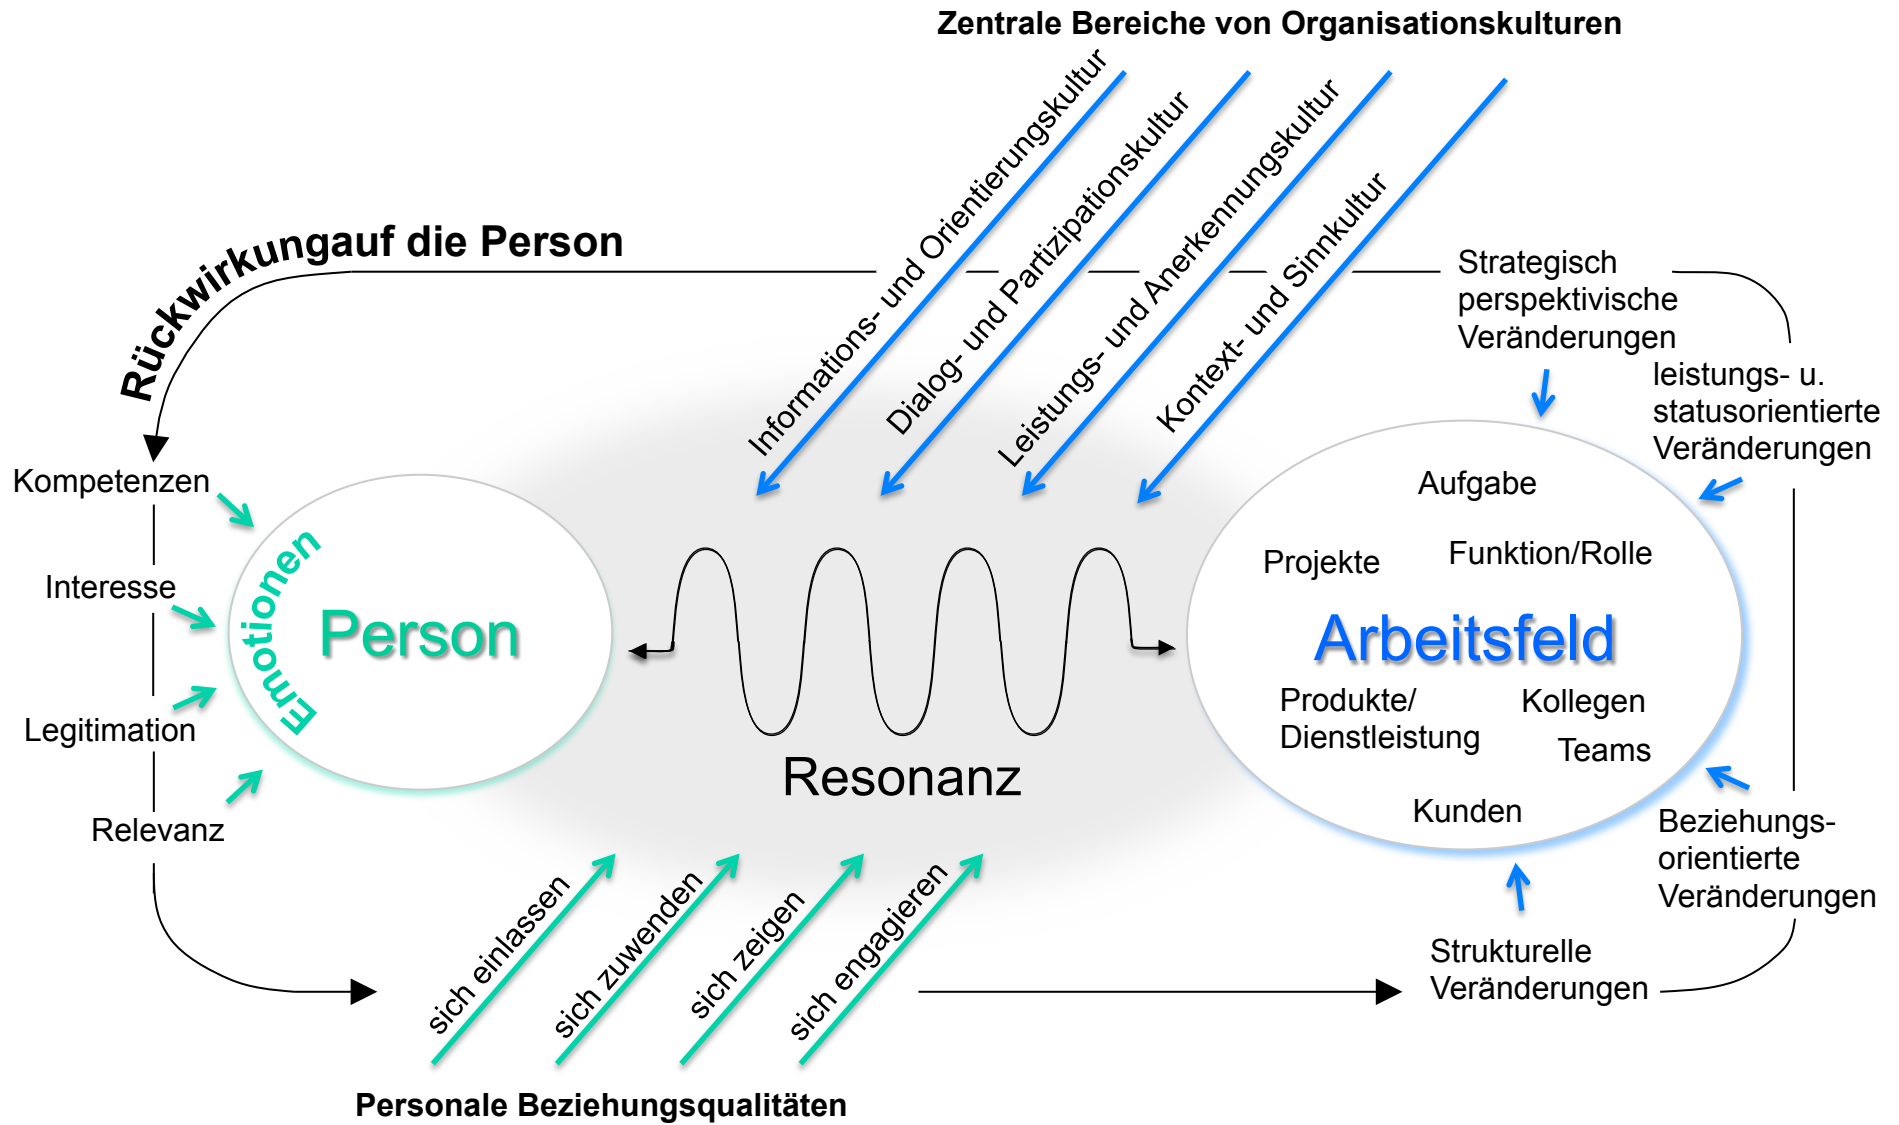 Zentrale Bereiche von Organisationskulturen
Informations- und Orientierungskultur
Dialog- und Partizipationskultur
Leistungs- und Anerkennungskultur
Kontext- und Sinnkultur
Rückwirkungauf die Person
Strategisch
perspektivische
Veränderungen
leistungs- u.
statusorientierte
Veränderungen
Kompetenzen
Interesse
Legitimation
Relevanz
Emotionen
Person
Resonanz
Aufgabe
Projekte
Funktion/Rolle
Arbeitsfeld
Produkte/
Dienstleistung
Kollegen
Teams
Kunden
Beziehungs-
orientierte
Veränderungen
Strukturelle
Veränderungen
sich einlassen
sich zuwenden
sich zeigen
sich engagieren
Personale Beziehungsqualitäten